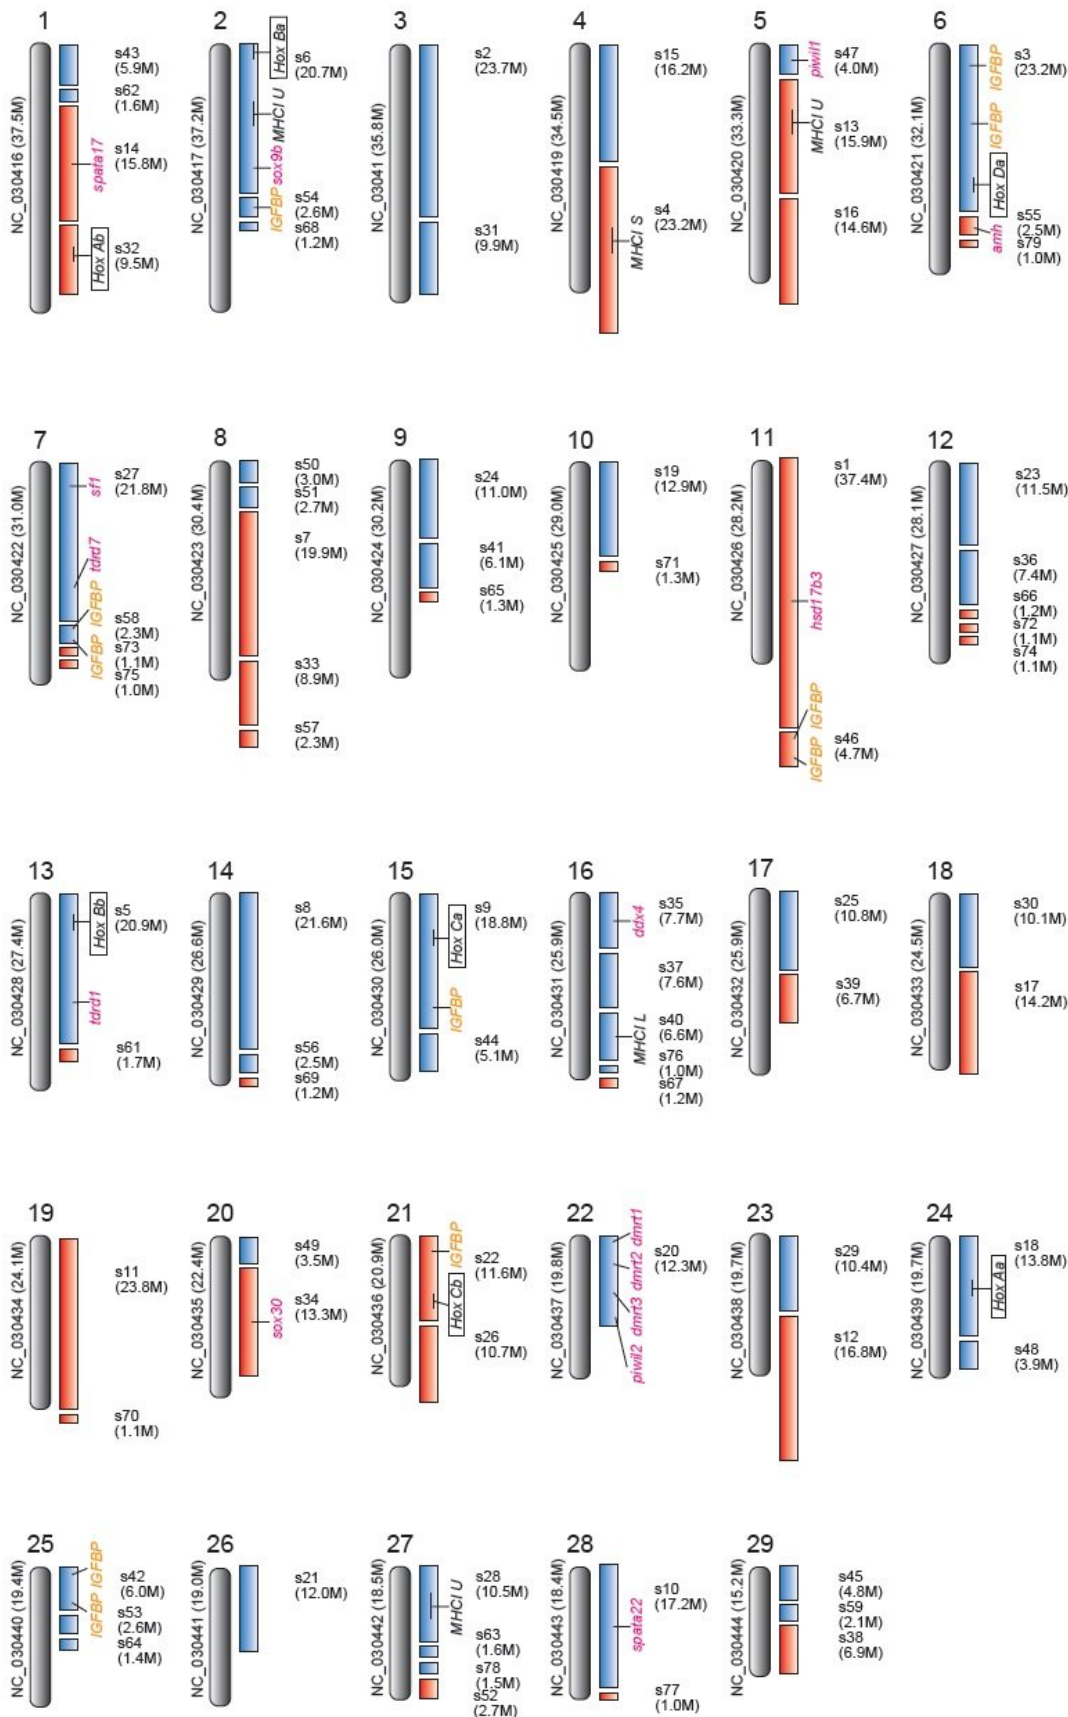 1
NC_030416 (37.5M)
s43
(5.9M)
s62
(1.6M)
s14
(15.8M)
spata17
s32
(9.5M)
Hox Ab
2
NC_030417 (37.2M)
Hox Ba
s6
(20.7M)
MHCI U
sox9b
s54
(2.6M)
IGFBP
s68
(1.2M)
3
NC_03041 (35.8M)
s2
(23.7M)
s31
(9.9M)
4
NC_030419 (34.5M)
s15
(16.2M)
s4
(23.2M)
MHCI S
5
NC_030420 (33.3M)
piwil1
s47
(4.0M)
MHCI U
s13
(15.9M)
s16
(14.6M)
6
NC_030421 (32.1M)
IGFBP
s3
(23.2M)
IGFBP
Hox Da
s55
(2.5M)
amh
s79
(1.0M)
7
NC_030422 (31.0M)
sf1
s27
(21.8M)
tdrd7
IGFBP
s58
(2.3M)
IGFBP
s73
(1.1M)
s75
(1.0M)
8
NC_030423 (30.4M)
s50
(3.0M)
s51
(2.7M)
s7
(19.9M)
s33
(8.9M)
s57
(2.3M)
9
NC_030424 (30.2M)
s24
(11.0M)
s41
(6.1M)
s65
(1.3M)
10
NC_030425 (29.0M)
s19
(12.9M)
s71
(1.3M)
11
NC_030426 (28.2M)
s1
(37.4M)
hsd17b3
IGFBP
s46
(4.7M)
IGFBP
12
NC_030427 (28.1M)
s23
(11.5M)
s36
(7.4M)
s66
(1.2M)
s72
(1.1M)
s74
(1.1M)
13
NC_030428 (27.4M)
Hox Bb
s5
(20.9M)
tdrd1
s61
(1.7M)
14
NC_030429 (26.6M)
s8
(21.6M)
s56
(2.5M)
s69
(1.2M)
15
NC_030430 (26.0M)
s9
(18.8M)
Hox Ca
IGFBP
s44
(5.1M)
16
NC_030431 (25.9M)
s35
(7.7M)
ddx4
s37
(7.6M)
s40
(6.6M)
MHCI L
s76
(1.0M)
s67
(1.2M)
17
NC_030432 (25.9M)
s25
(10.8M)
s39
(6.7M)
18
NC_030433 (24.5M)
s30
(10.1M)
s17
(14.2M)
19
NC_030434 (24.1M)
s11
(23.8M)
s70
(1.1M)
20
NC_030435 (22.4M)
s49
(3.5M)
s34
(13.3M)
sox30
21
NC_030436 (20.9M)
IGFBP
s22
(11.6M)
Hox Cb
s26
(10.7M)
22
NC_030437 (19.8M)
dmrt1
s20
(12.3M)
dmrt2
dmrt3
piwil2
23
NC_030438 (19.7M)
s29
(10.4M)
s12
(16.8M)
24
NC_030439 (19.7M)
s18
(13.8M)
Hox Aa
s48
(3.9M)
25
NC_030440 (19.4M)
IGFBP
s42
(6.0M)
IGFBP
s53
(2.6M)
s64
(1.4M)
26
NC_030441 (19.0M)
s21
(12.0M)
27
NC_030442 (18.5M)
s28
(10.5M)
MHCI U
s63
(1.6M)
s78
(1.5M)
s52
(2.7M)
28
NC_030443 (18.4M)
s10
(17.2M)
spata22
s77
(1.0M)
29
NC_030444 (15.2M)
s45
(4.8M)
s59
(2.1M)
s38
(6.9M)